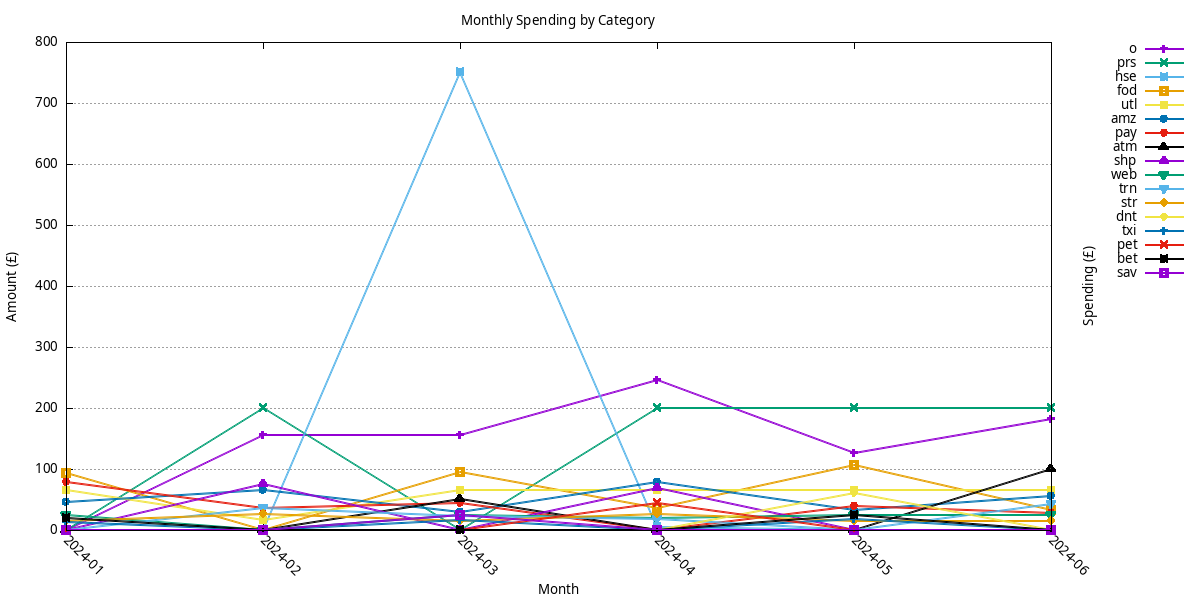 Monthly Spending by Category
800
700
600
500
400
300
200
100
0
Amount (£)
2024-01
2024-02
2024-03
2024-04
2024-05
2024-06
Month
Spending (£)
o
prs
hse
fod
utl
amz
pay
atm
shp
web
trn
str
dnt
txi
pet
bet
sav